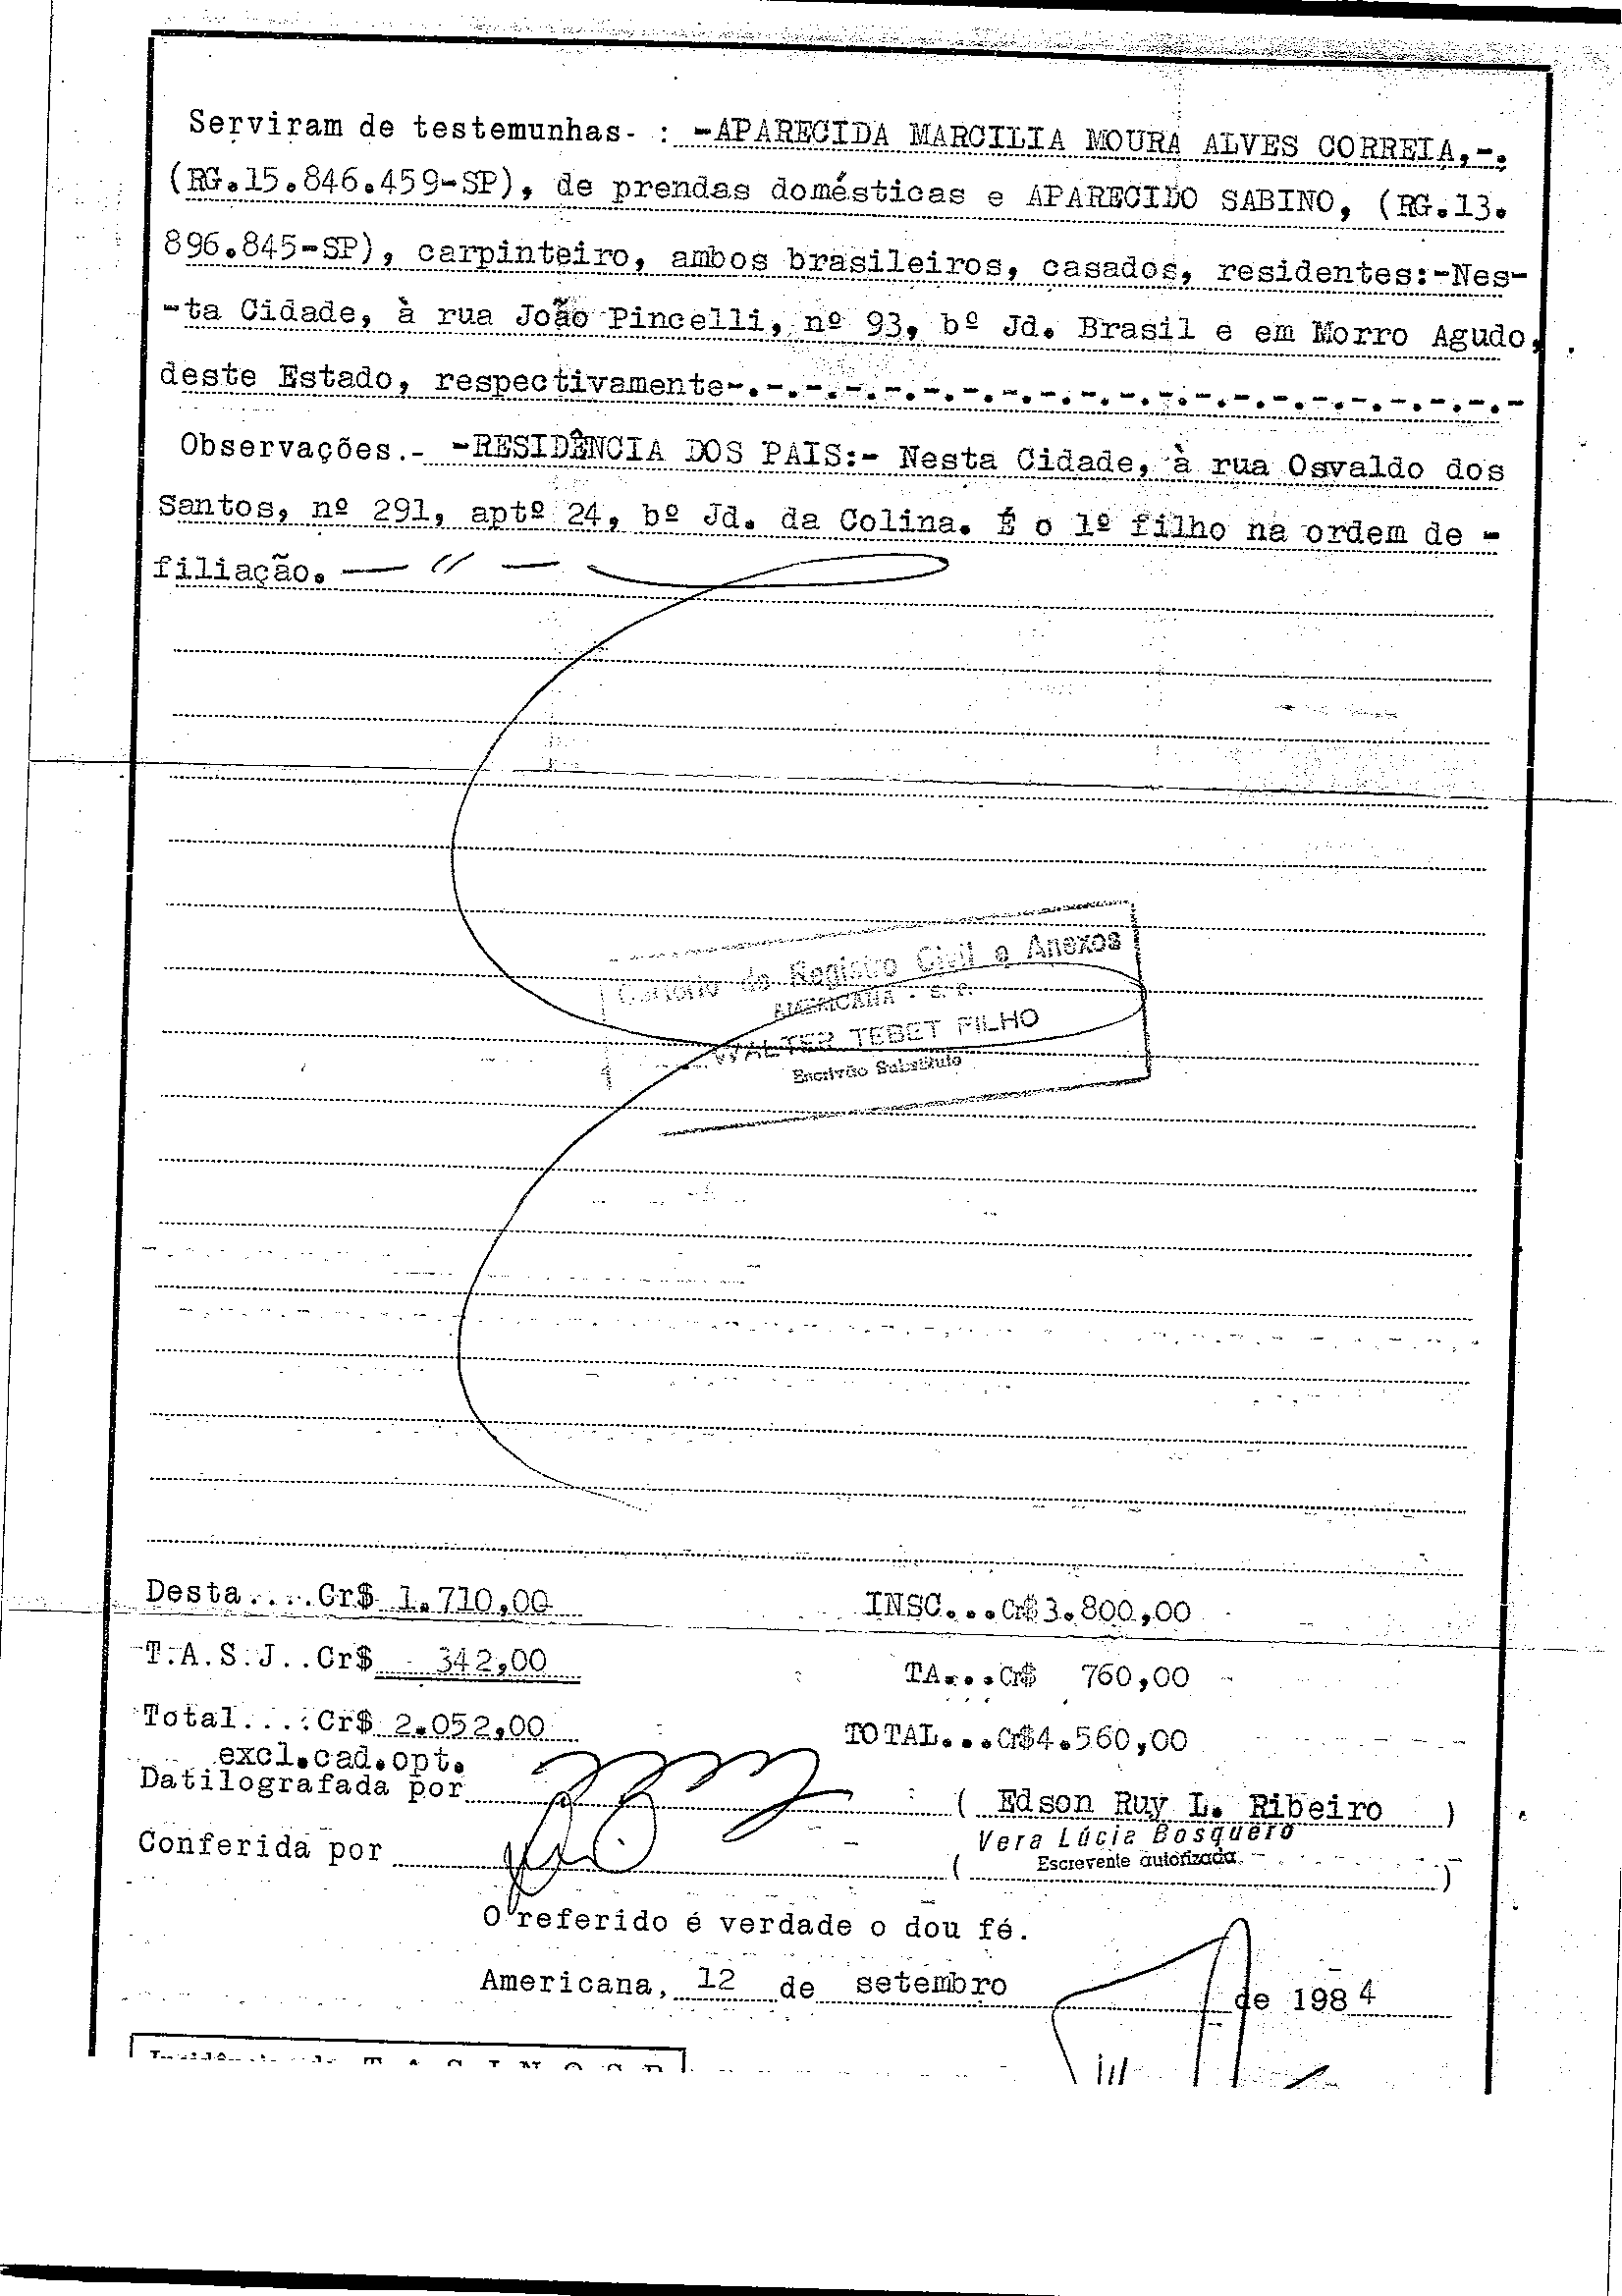 Serviram de testemunhas- : -APARECIDA MARCILIA MOURA ALVES CORREIA,-.
(RG.15.846.459-SP), de prendas domésticas e APARECIDO SABINO, (RG.13.
896.845-SP), carpinteiro, ambos brasileiros, casados, residentes:-Nes-
-ta Cidade, à rua João Pincelli, nº 93, bº Jd. Brasil e em Morro Agudo,
deste Estado, respectivamente-.-.-.-.-.-.-.-.-.-.-.-.-.-.-.-.-.-.-.-.-
Observações.- -RESIDÊNCIA DOS PAIS:- Nesta Cidade, à rua Osvaldo dos
Santos, nº 291, aptº 24, bº Jd. da Colina. É o 1º filho na ordem de -
filiação. — " —
Cartório de Registro Civil e Anexos
AMERICANA - S. P.
WALTER TEBET FILHO
Escrivão Substituto
Desta....Cr$ 1.710,00 INSC...Cr$3.800,00
T.A.S.J..Cr$ 342,00 TA...Cr$ 760,00
Total....Cr$ 2.052,00 TOTAL...Cr$4.560,00
excl.cad.opt.
Datilografada por ( Edson Ruy L. Ribeiro )
Vera Lúcia Bosquero
Conferida por ( Escrevente autorizada )
O referido é verdade o dou fé.
Americana, 12 de setembro de 1984